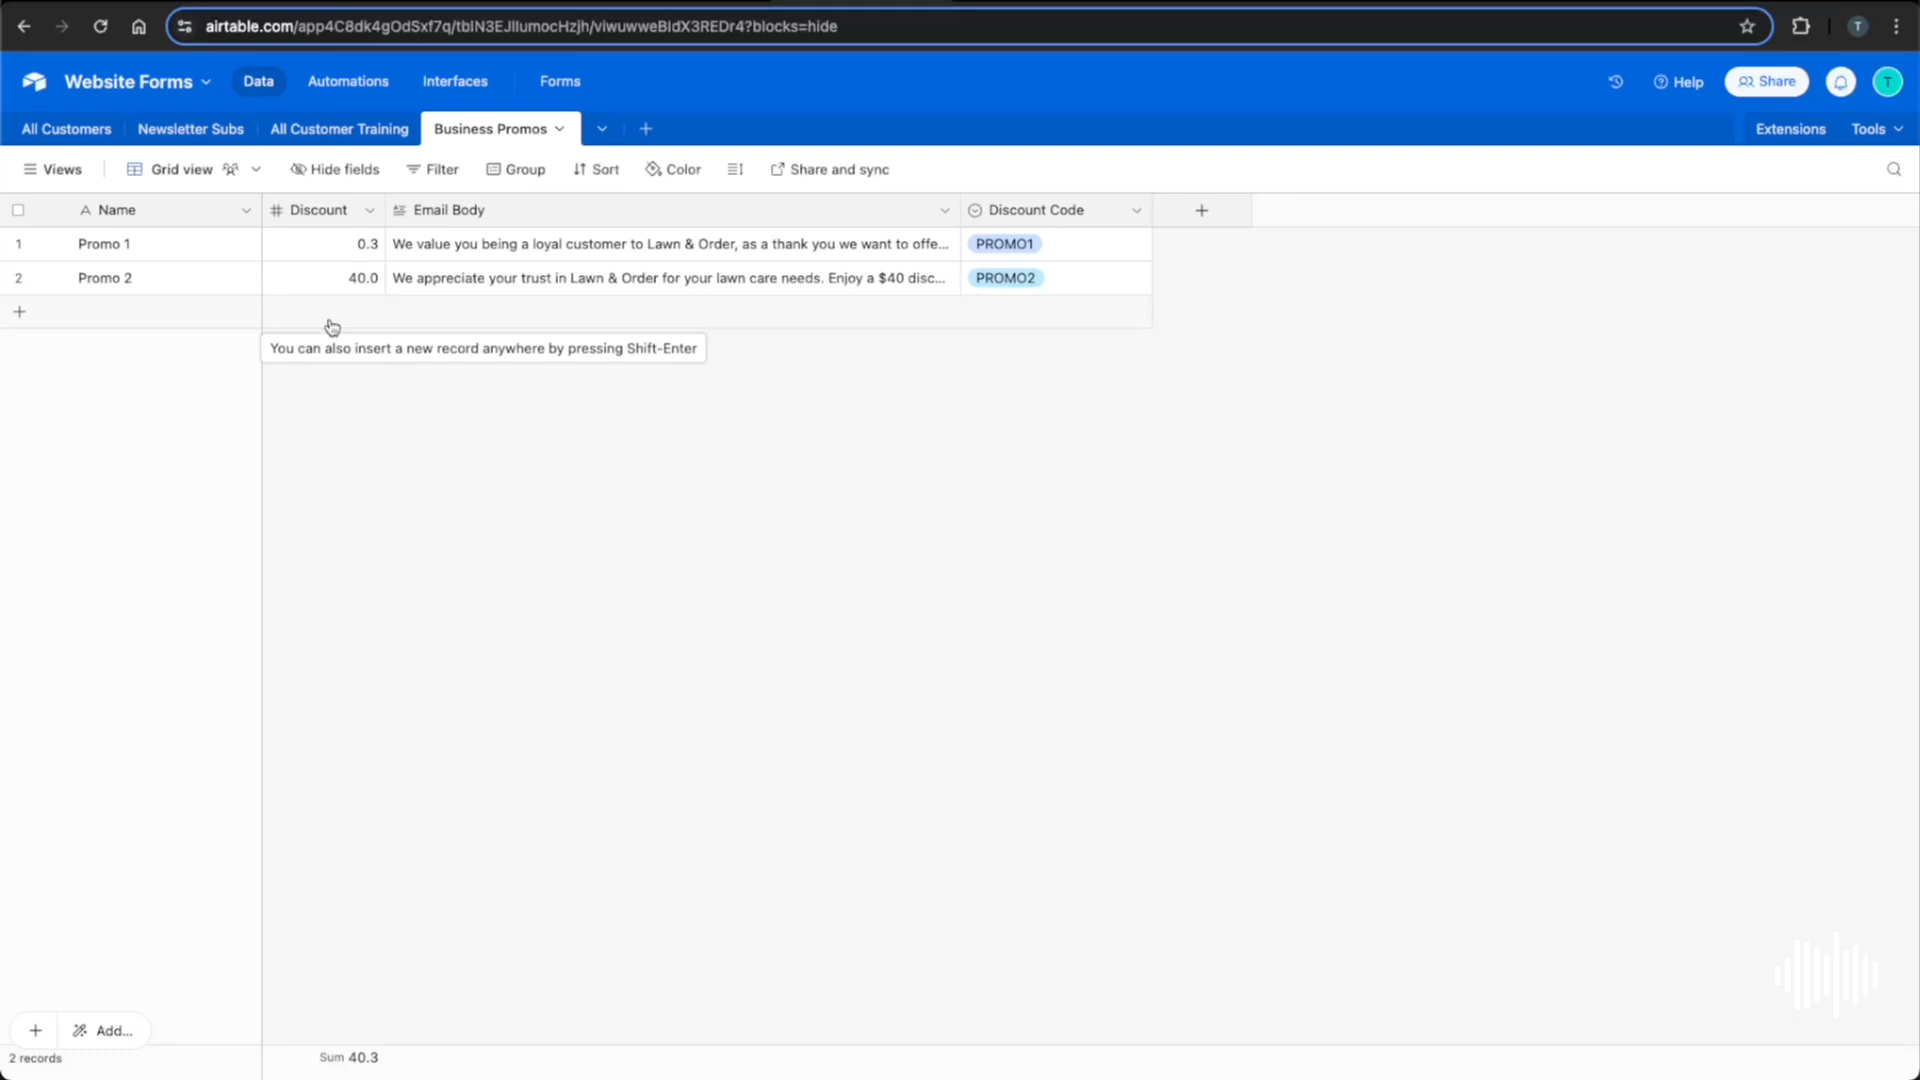 airtable.com/app4C8dk4gOdSxf7q/tblN3EJllumocHzjh/viwuwweBldX3REDr4?blocks=hide
Website Forms Data Automations Interfaces Forms Help Share T
All Customers Newsletter Subs All Customer Training Business Promos Extensions Tools
Views Grid view Hide fields Filter Group Sort Color Share and sync
Name Discount Email Body Discount Code
1 Promo 1 0.3 We value you being a loyal customer to Lawn & Order, as a thank you we want to offe... PROMO1
2 Promo 2 40.0 We appreciate your trust in Lawn & Order for your lawn care needs. Enjoy a $40 disc... PROMO2
You can also insert a new record anywhere by pressing Shift-Enter
+ Add...
2 records Sum 40.3